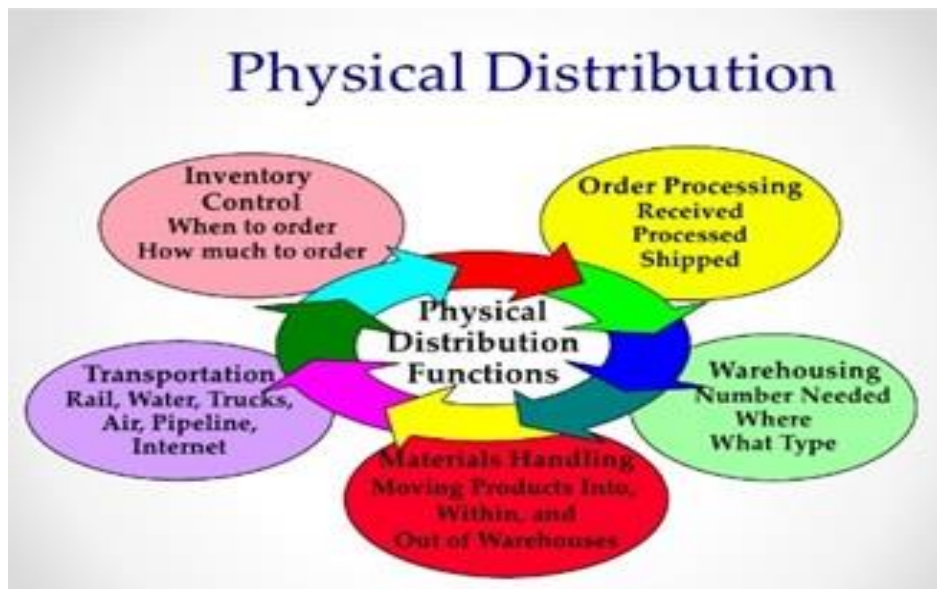 Physical Distribution
Inventory
Control
When to order
How much to order
Order Processing
Received
Processed
Shipped
Physical
Distribution
Functions
Transportation
Rail, Water, Trucks,
Air, Pipeline,
Internet
Warehousing
Number Needed
Where
What Type
Materials Handling
Moving Products Into,
Within, and
Out of Warehouses